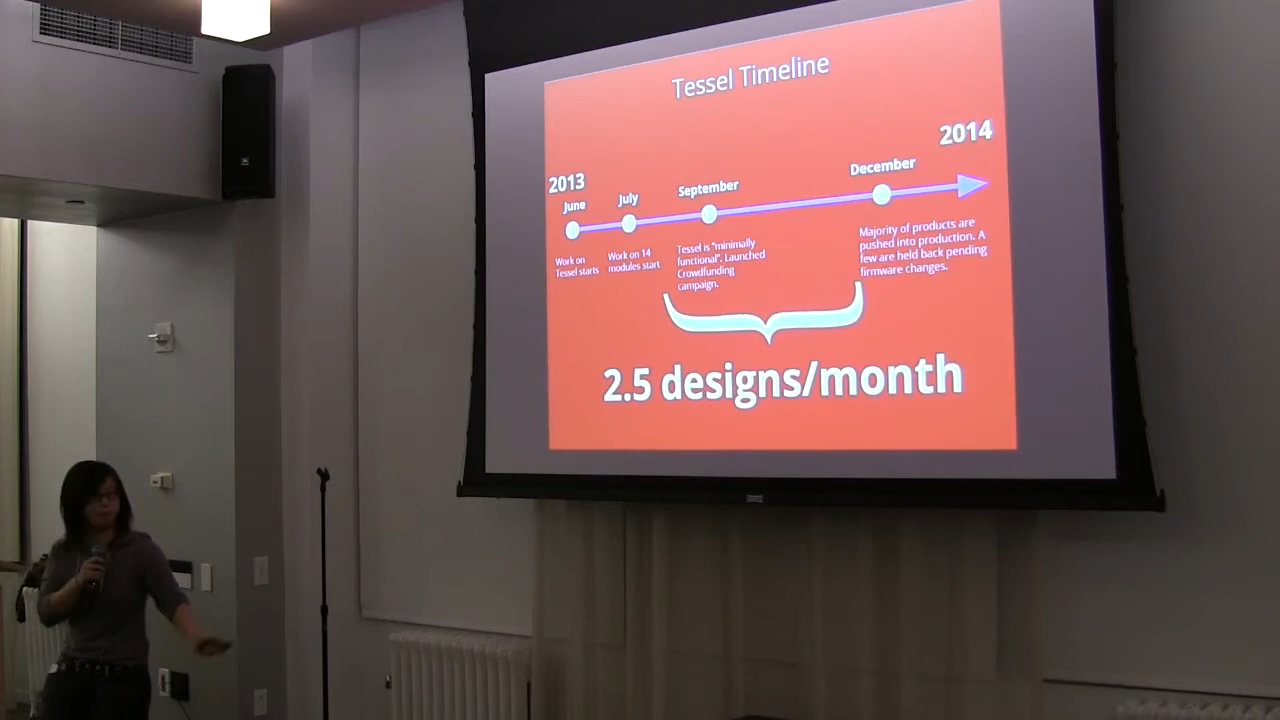 Tessel Timeline
2014
2013
December
September
July
June
Work on
Tessel starts
Work on 14
modules start
Tessel is "minimally
functional". Launched
Crowdfunding
campaign.
Majority of products are
pushed into production. A
few are held back pending
firmware changes.
2.5 designs/month